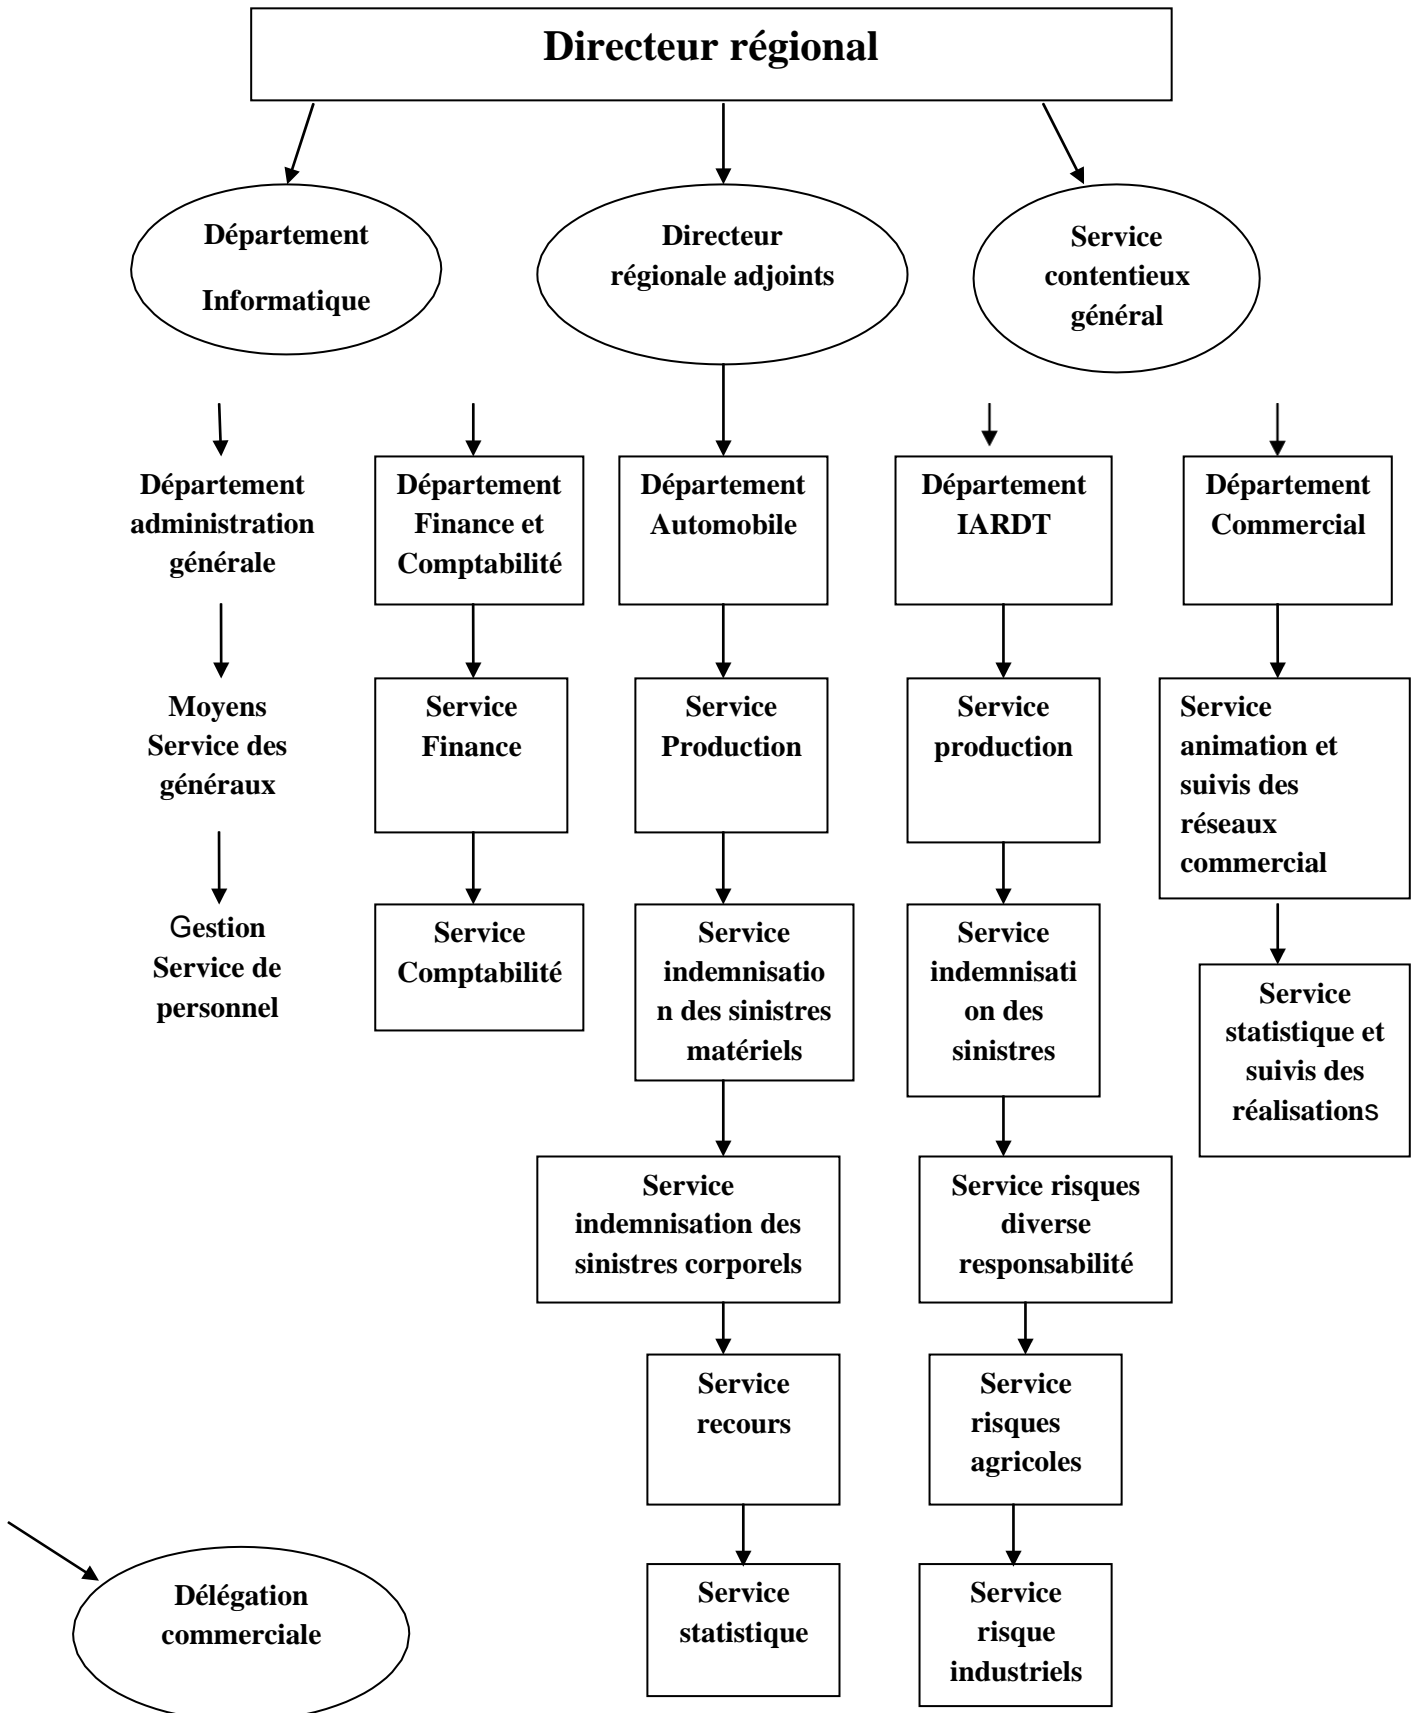 Directeur régional
Département
Informatique
Directeur
régionale adjoints
Service
contentieux
général
Département
administration
générale
Département
Finance et
Comptabilité
Département
Automobile
Département
IARDT
Département
Commercial
Moyens
Service des
généraux
Service
Finance
Service
Production
Service
production
Service
animation et
suivis des
réseaux
commercial
Gestion
Service de
personnel
Service
Comptabilité
Service
indemnisatio
n des sinistres
matériels
Service
indemnisati
on des
sinistres
Service
statistique et
suivis des
réalisations
Service
indemnisation des
sinistres corporels
Service risques
diverse
responsabilité
Service
recours
Service
risques
agricoles
Délégation
commerciale
Service
statistique
Service
risque
industriels